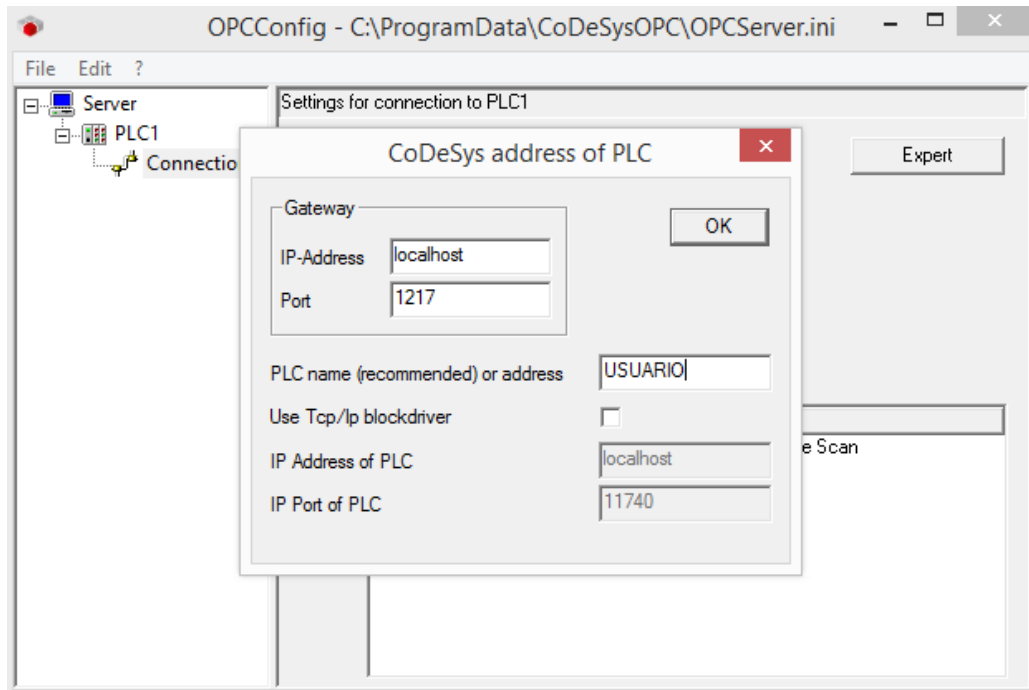 OPCConfig - C:\ProgramData\CoDeSysOPC\OPCServer.ini
File Edit ?
Server
PLC1
Connectio
Settings for connection to PLC1
Expert
CoDeSys address of PLC
Gateway
IP-Address localhost
Port 1217
OK
PLC name (recommended) or address USUARIO
Use Tcp/Ip blockdriver
IP Address of PLC localhost
IP Port of PLC 11740
e Scan